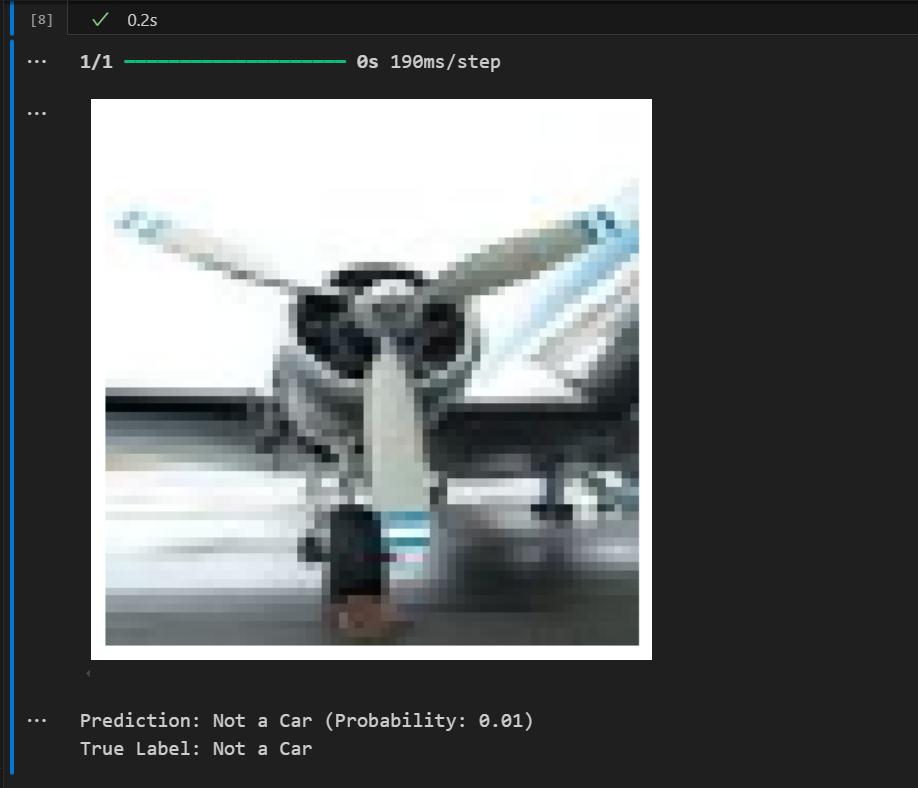 [8] ✓ 0.2s
... 1/1 ━━━━━━━━━━━━━━━━━━━━ 0s 190ms/step
...
... Prediction: Not a Car (Probability: 0.01)
True Label: Not a Car